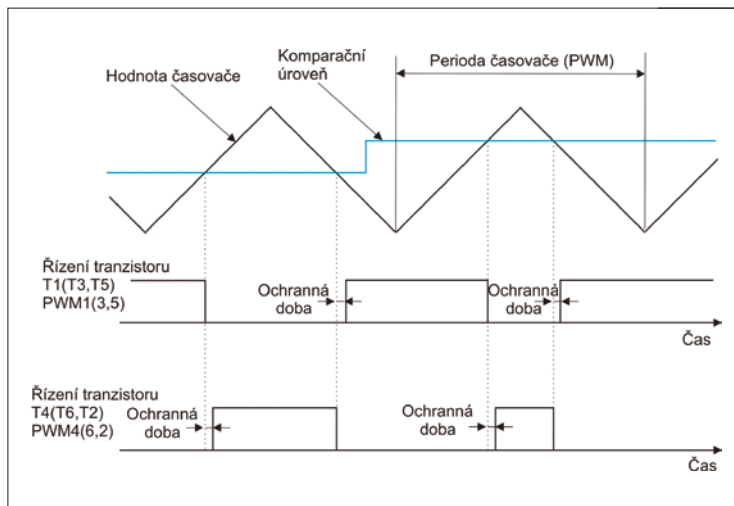 Komparační
úroveň
Perioda časovače (PWM)
Hodnota časovače
Řízení tranzistoru
T1(T3,T5)
PWM1(3,5)
Ochranná
doba
Ochranná
doba
Čas
Řízení tranzistoru
T4(T6,T2)
PWM4(6,2)
Ochranná
doba
Ochranná
doba
Čas